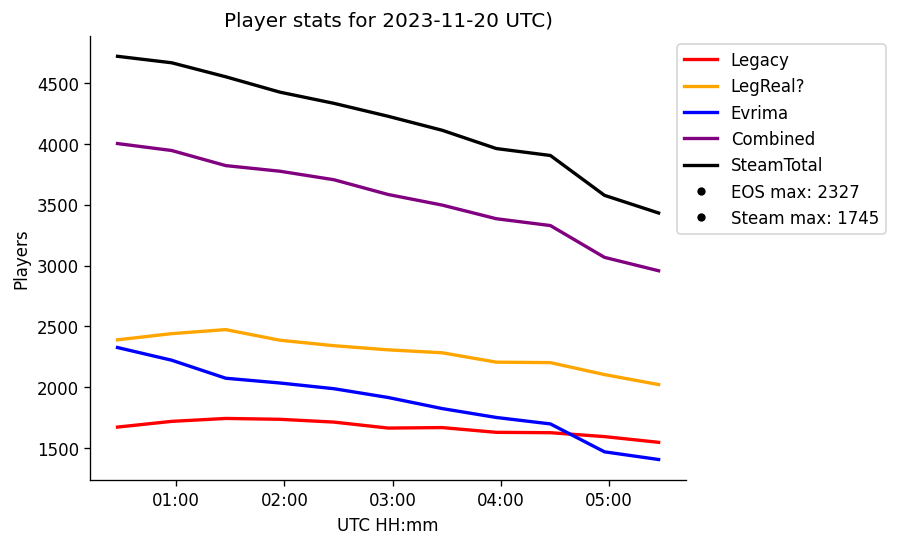 Player stats for 2023-11-20 UTC)
Legacy
LegReal?
Evrima
Combined
SteamTotal
EOS max: 2327
Steam max: 1745
Players
4500
4000
3500
3000
2500
2000
1500
01:00 02:00 03:00 04:00 05:00
UTC HH:mm